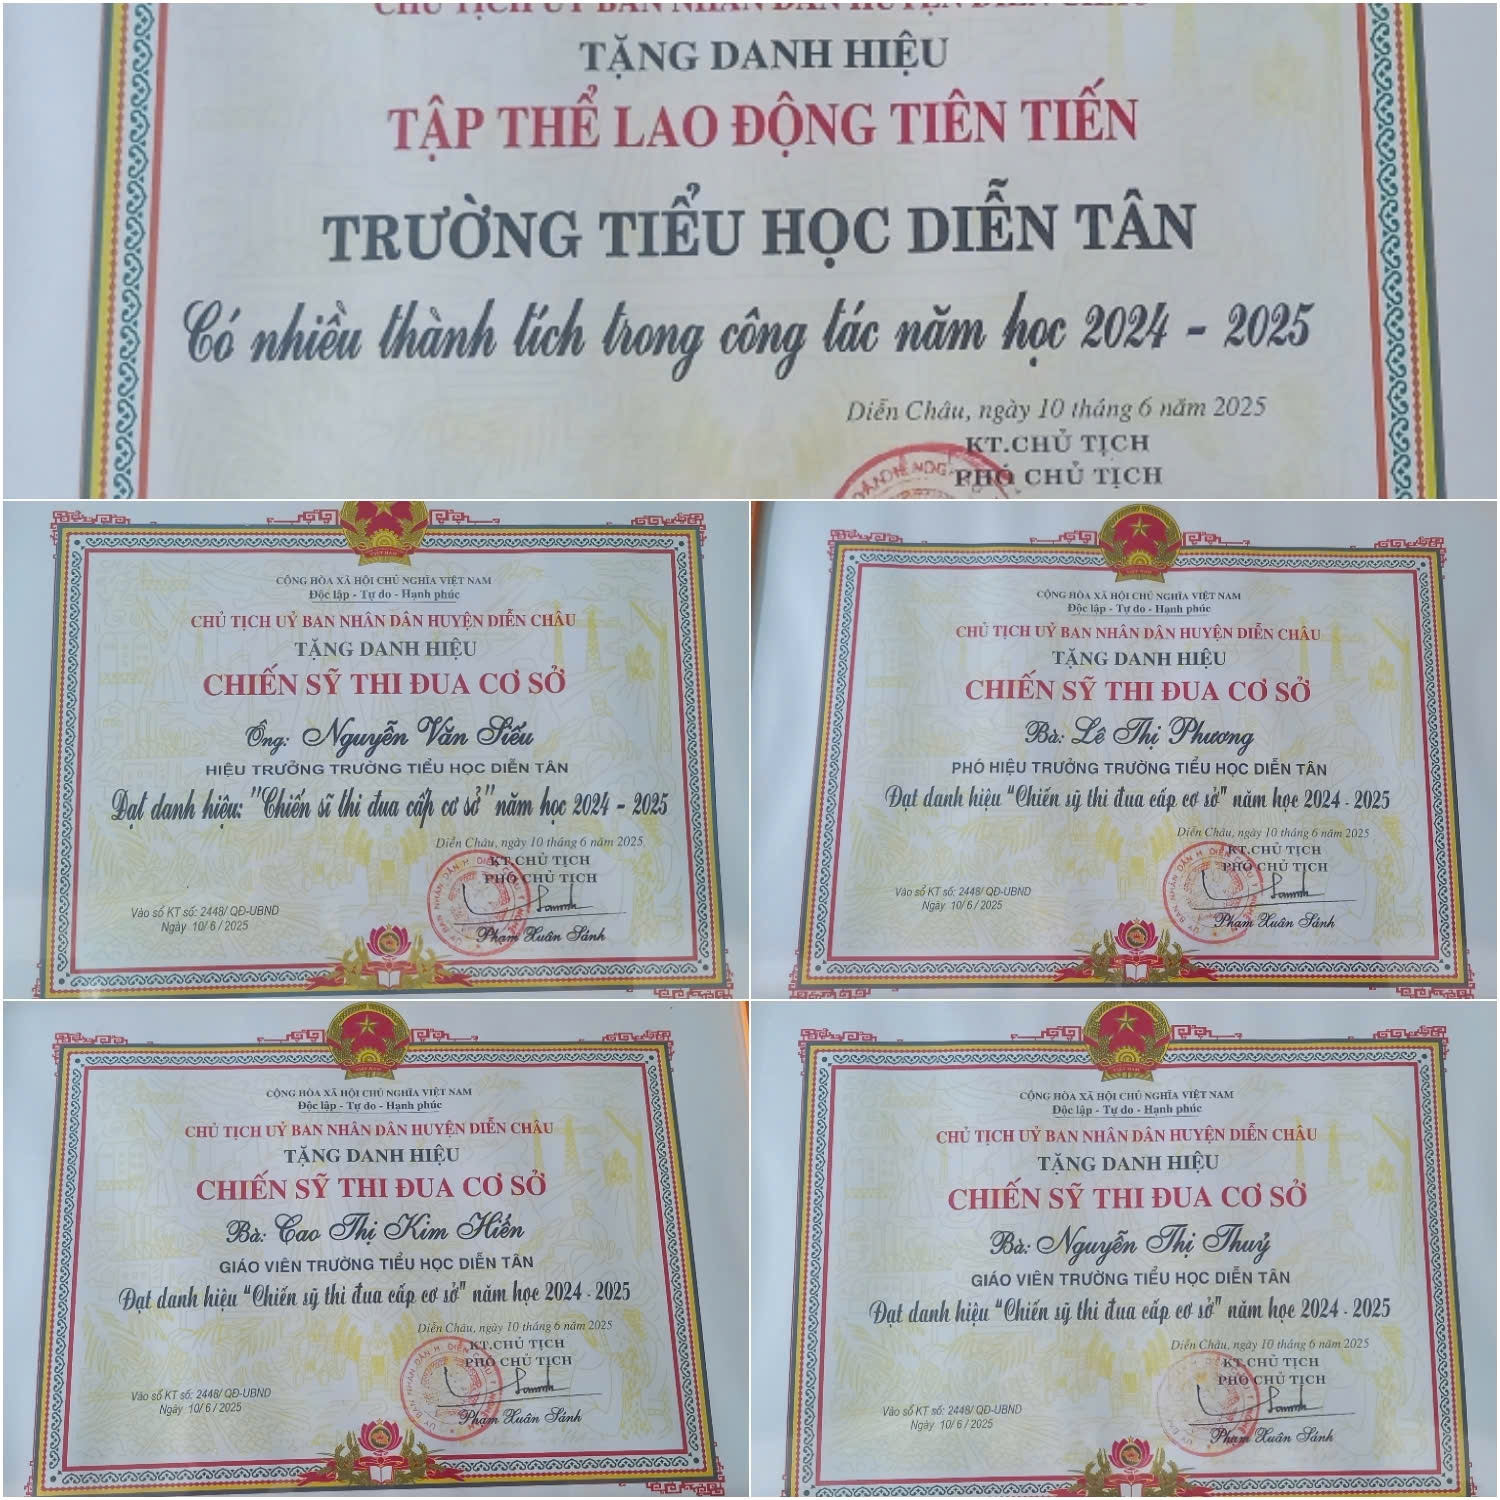 CHỦ TỊCH UỶ BAN NHÂN DÂN HUYỆN DIỄN CHÂU
TẶNG DANH HIỆU
TẬP THỂ LAO ĐỘNG TIÊN TIẾN
TRƯỜNG TIỂU HỌC DIỄN TÂN
Có nhiều thành tích trong công tác năm học 2024 - 2025
Diễn Châu, ngày 10 tháng 6 năm 2025
KT.CHỦ TỊCH
PHÓ CHỦ TỊCH
CỘNG HÒA XÃ HỘI CHỦ NGHĨA VIỆT NAM
Độc lập - Tự do - Hạnh phúc
CHỦ TỊCH UỶ BAN NHÂN DÂN HUYỆN DIỄN CHÂU
TẶNG DANH HIỆU
CHIẾN SỸ THI ĐUA CƠ SỞ
Ông: Nguyễn Văn Siếu
HIỆU TRƯỞNG TRƯỜNG TIỂU HỌC DIỄN TÂN
Đạt danh hiệu: "Chiến sĩ thi đua cấp cơ sở" năm học 2024 - 2025
Diễn Châu, ngày 10 tháng 6 năm 2025
KT.CHỦ TỊCH
PHÓ CHỦ TỊCH
Vào sổ KT số: 2448/ QĐ-UBND
Ngày 10/ 6 / 2025
Phạm Xuân Sánh
CỘNG HÒA XÃ HỘI CHỦ NGHĨA VIỆT NAM
Độc lập - Tự do - Hạnh phúc
CHỦ TỊCH UỶ BAN NHÂN DÂN HUYỆN DIỄN CHÂU
TẶNG DANH HIỆU
CHIẾN SỸ THI ĐUA CƠ SỞ
Bà: Lê Thị Phương
PHÓ HIỆU TRƯỞNG TRƯỜNG TIỂU HỌC DIỄN TÂN
Đạt danh hiệu "Chiến sỹ thi đua cấp cơ sở" năm học 2024 - 2025
Diễn Châu, ngày 10 tháng 6 năm 2025
KT.CHỦ TỊCH
PHÓ CHỦ TỊCH
Vào sổ KT số: 2448/ QĐ-UBND
Ngày 10/ 6 / 2025
Phạm Xuân Sánh
CỘNG HÒA XÃ HỘI CHỦ NGHĨA VIỆT NAM
Độc lập - Tự do - Hạnh phúc
CHỦ TỊCH UỶ BAN NHÂN DÂN HUYỆN DIỄN CHÂU
TẶNG DANH HIỆU
CHIẾN SỸ THI ĐUA CƠ SỞ
Bà: Cao Thị Kim Hiến
GIÁO VIÊN TRƯỜNG TIỂU HỌC DIỄN TÂN
Đạt danh hiệu "Chiến sỹ thi đua cấp cơ sở" năm học 2024 - 2025
Diễn Châu, ngày 10 tháng 6 năm 2025
KT.CHỦ TỊCH
PHÓ CHỦ TỊCH
Vào sổ KT số: 2448/ QĐ-UBND
Ngày 10/ 6 / 2025
Phạm Xuân Sánh
CỘNG HÒA XÃ HỘI CHỦ NGHĨA VIỆT NAM
Độc lập - Tự do - Hạnh phúc
CHỦ TỊCH UỶ BAN NHÂN DÂN HUYỆN DIỄN CHÂU
TẶNG DANH HIỆU
CHIẾN SỸ THI ĐUA CƠ SỞ
Bà: Nguyễn Thị Thuỷ
GIÁO VIÊN TRƯỜNG TIỂU HỌC DIỄN TÂN
Đạt danh hiệu "Chiến sỹ thi đua cấp cơ sở" năm học 2024 - 2025
Diễn Châu, ngày 10 tháng 6 năm 2025
KT.CHỦ TỊCH
PHÓ CHỦ TỊCH
Vào sổ KT số: 2448/ QĐ-UBND
Ngày 10/ 6 / 2025
Phạm Xuân Sánh